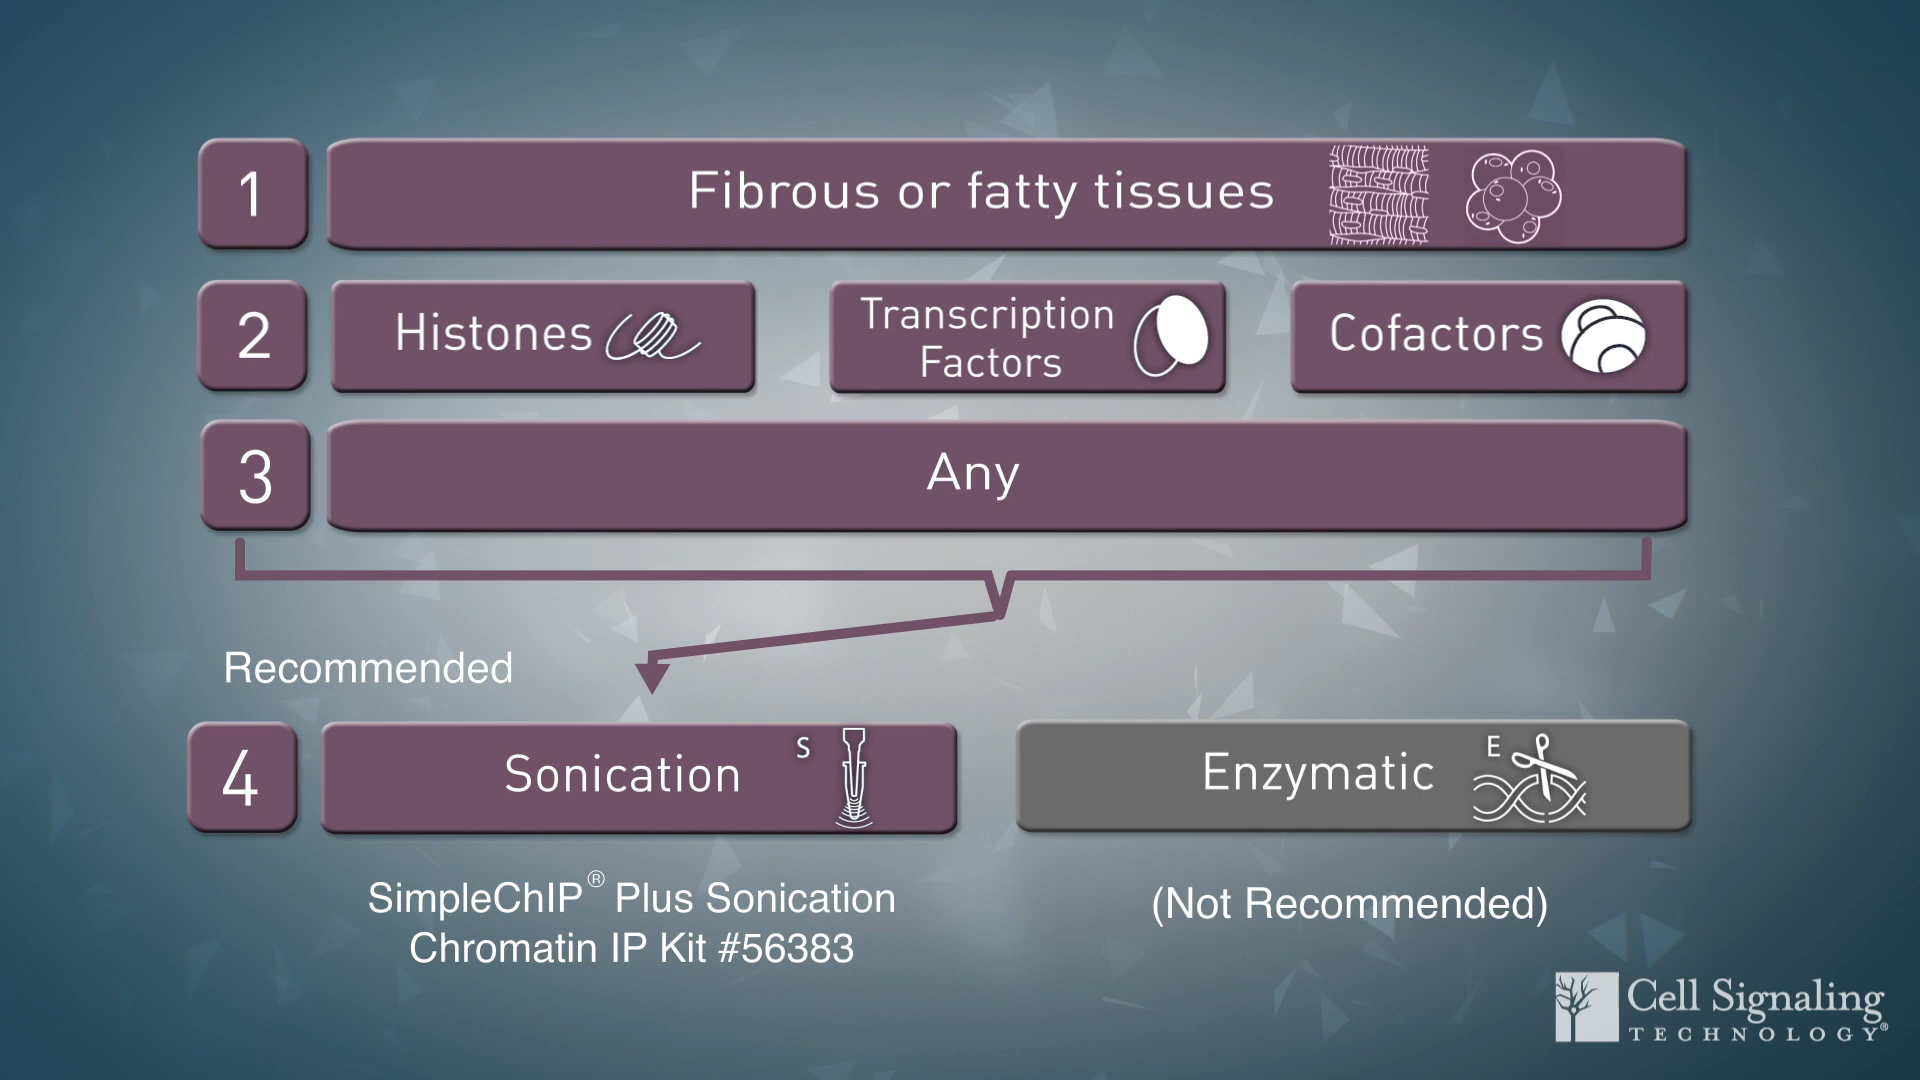 1
Fibrous or fatty tissues
2
Histones
Transcription
Factors
Cofactors
3
Any
Recommended
4
Sonication
S
Enzymatic
E
SimpleChIP® Plus Sonication
Chromatin IP Kit #56383
(Not Recommended)
Cell Signaling
TECHNOLOGY®